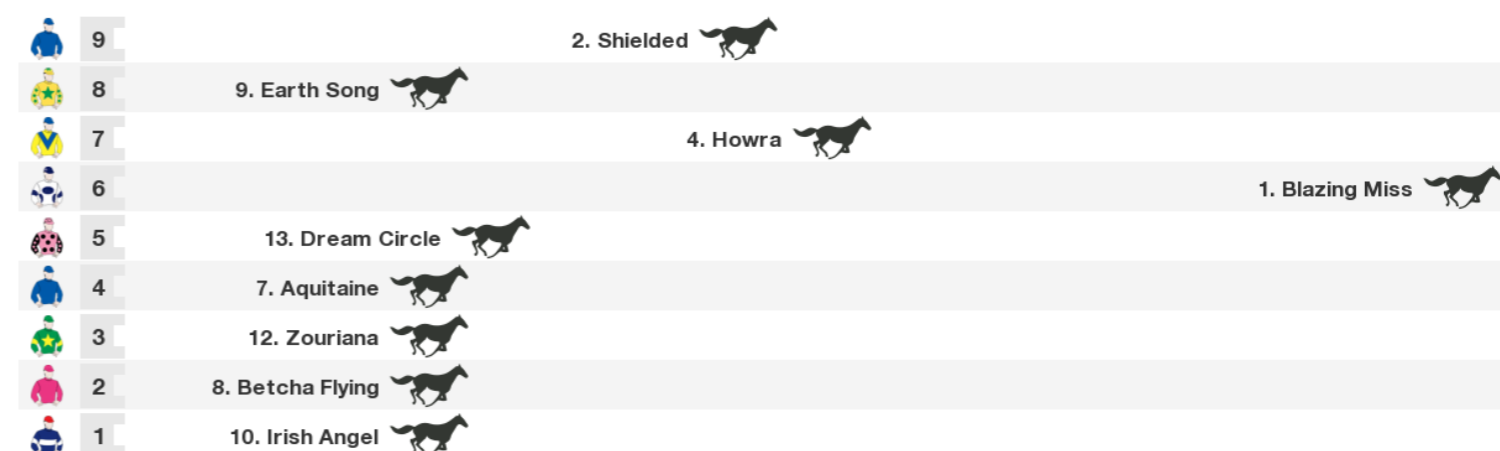 9 2. Shielded
8 9. Earth Song
7 4. Howra
6 1. Blazing Miss
5 13. Dream Circle
4 7. Aquitaine
3 12. Zouriana
2 8. Betcha Flying
1 10. Irish Angel